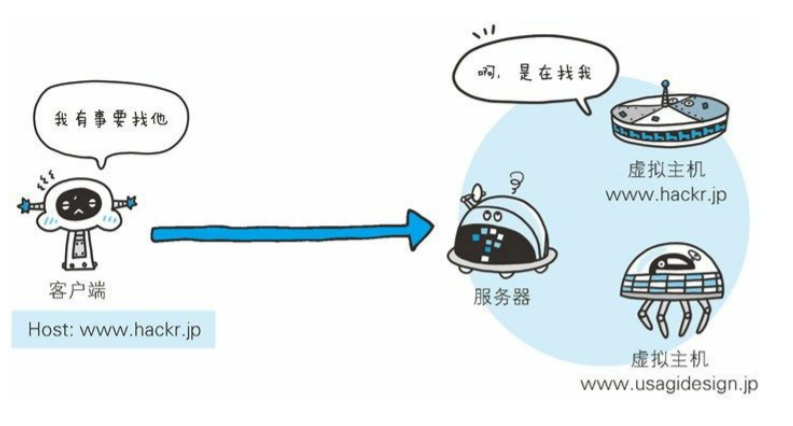 啊，是在找我
我有事要找他
虚拟主机
www.hackr.jp
客户端
服务器
Host: www.hackr.jp
虚拟主机
www.usagidesign.jp